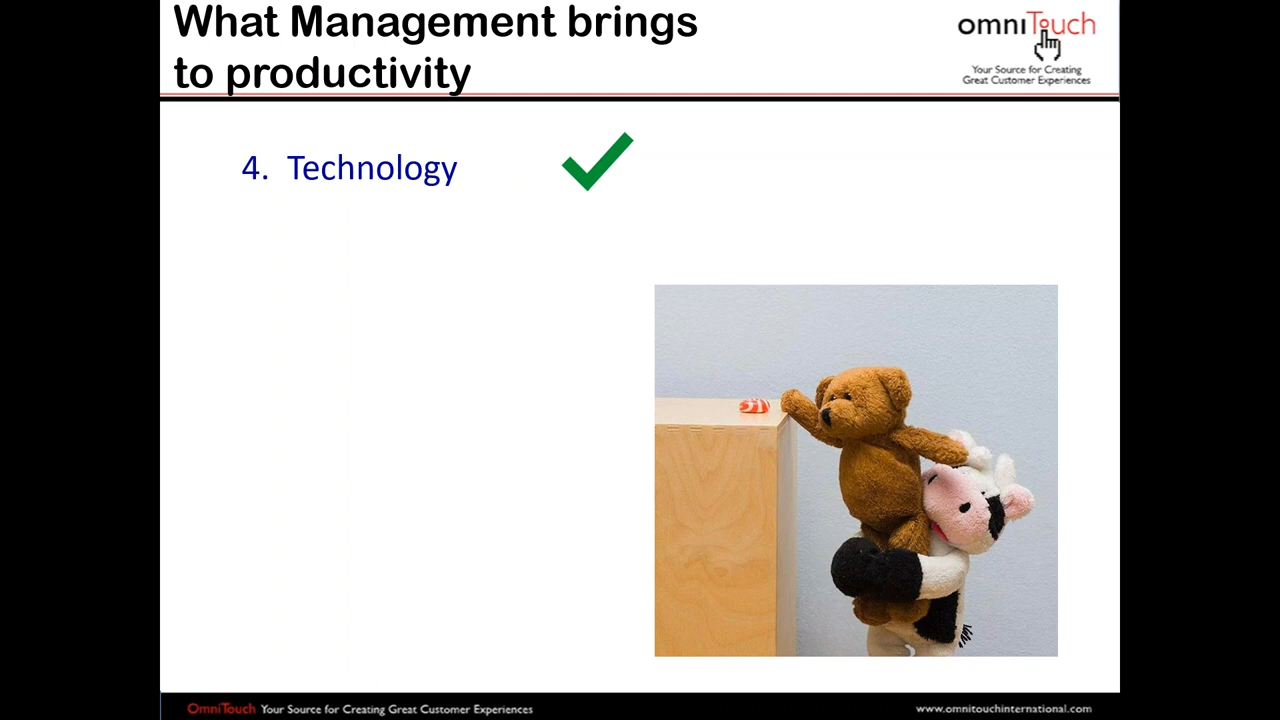 What Management brings
to productivity
omniTouch
Your Source for Creating
Great Customer Experiences
4. Technology
OmniTouch Your Source for Creating Great Customer Experiences
www.omnitouchinternational.com